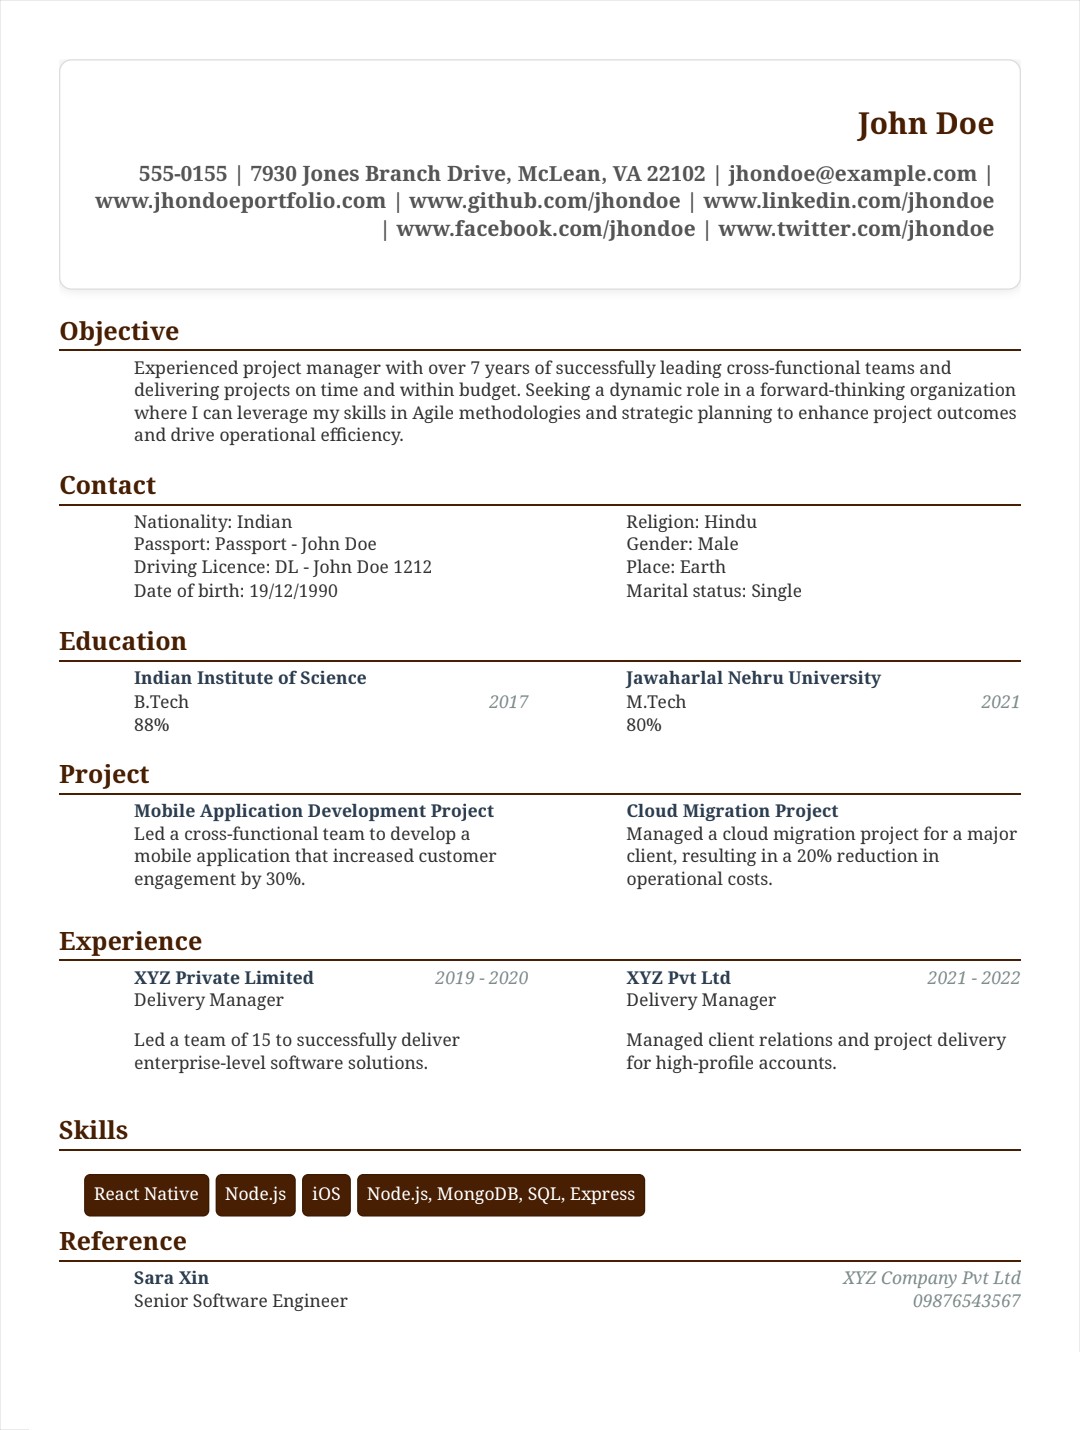 John Doe
555-0155 | 7930 Jones Branch Drive, McLean, VA 22102 | jhondoe@example.com |
www.jhondoeportfolio.com | www.github.com/jhondoe | www.linkedin.com/jhondoe
| www.facebook.com/jhondoe | www.twitter.com/jhondoe
Objective
Experienced project manager with over 7 years of successfully leading cross-functional teams and
delivering projects on time and within budget. Seeking a dynamic role in a forward-thinking organization
where I can leverage my skills in Agile methodologies and strategic planning to enhance project outcomes
and drive operational efficiency.
Contact
Nationality: Indian
Passport: Passport - John Doe
Driving Licence: DL - John Doe 1212
Date of birth: 19/12/1990
Religion: Hindu
Gender: Male
Place: Earth
Marital status: Single
Education
Indian Institute of Science
B.Tech 2017
88%
Jawaharlal Nehru University
M.Tech 2021
80%
Project
Mobile Application Development Project
Led a cross-functional team to develop a
mobile application that increased customer
engagement by 30%.
Cloud Migration Project
Managed a cloud migration project for a major
client, resulting in a 20% reduction in
operational costs.
Experience
XYZ Private Limited 2019 - 2020
Delivery Manager
Led a team of 15 to successfully deliver
enterprise-level software solutions.
XYZ Pvt Ltd 2021 - 2022
Delivery Manager
Managed client relations and project delivery
for high-profile accounts.
Skills
React Native Node.js iOS Node.js, MongoDB, SQL, Express
Reference
Sara Xin XYZ Company Pvt Ltd
Senior Software Engineer 09876543567